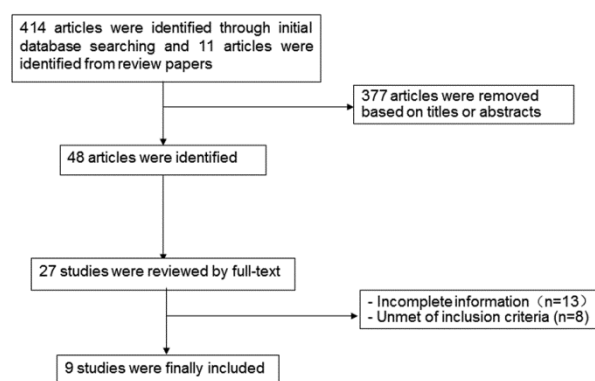 414 articles were identified through initial
database searching and 11 articles were
identified from review papers
377 articles were removed
based on titles or abstracts
48 articles were identified
27 studies were reviewed by full-text
- Incomplete information（n=13）
- Unmet of inclusion criteria (n=8)
9 studies were finally included